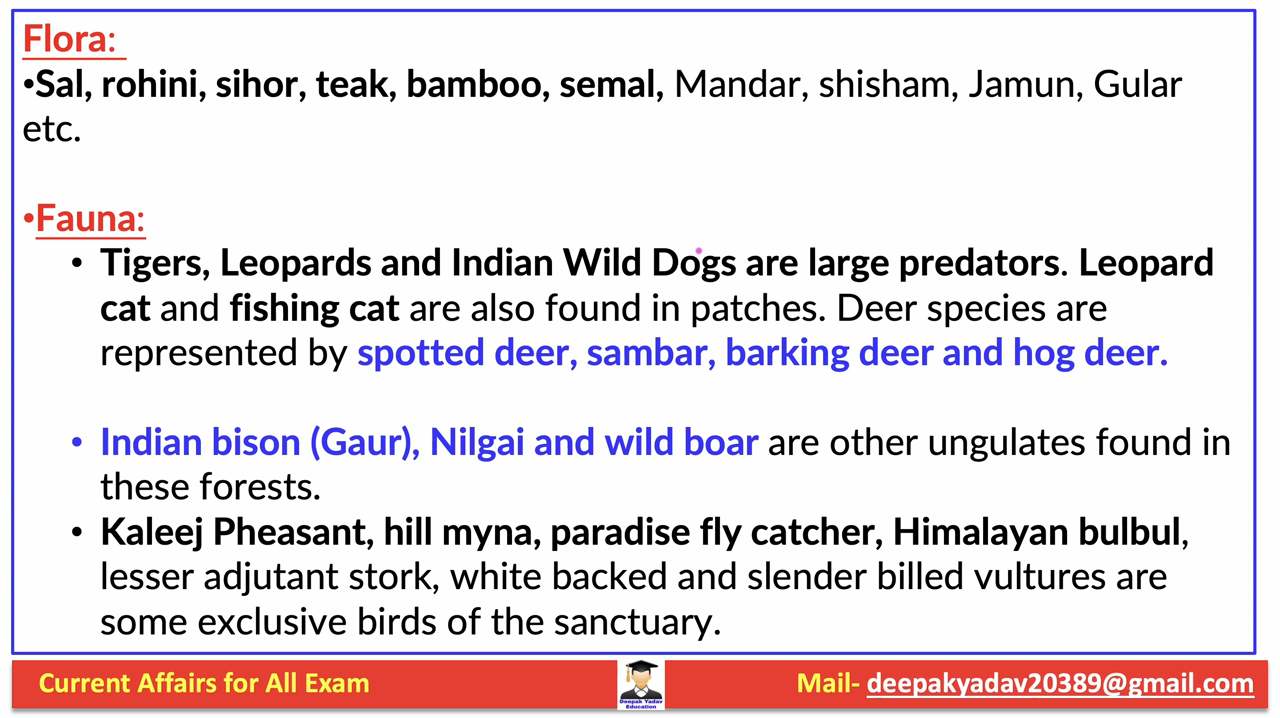 Flora:
•Sal, rohini, sihor, teak, bamboo, semal, Mandar, shisham, Jamun, Gular
etc.
•Fauna:
• Tigers, Leopards and Indian Wild Dogs are large predators. Leopard
cat and fishing cat are also found in patches. Deer species are
represented by spotted deer, sambar, barking deer and hog deer.
• Indian bison (Gaur), Nilgai and wild boar are other ungulates found in
these forests.
• Kaleej Pheasant, hill myna, paradise fly catcher, Himalayan bulbul,
lesser adjutant stork, white backed and slender billed vultures are
some exclusive birds of the sanctuary.
Current Affairs for All Exam
Deepak Yadav
Education
Mail- deepakyadav20389@gmail.com